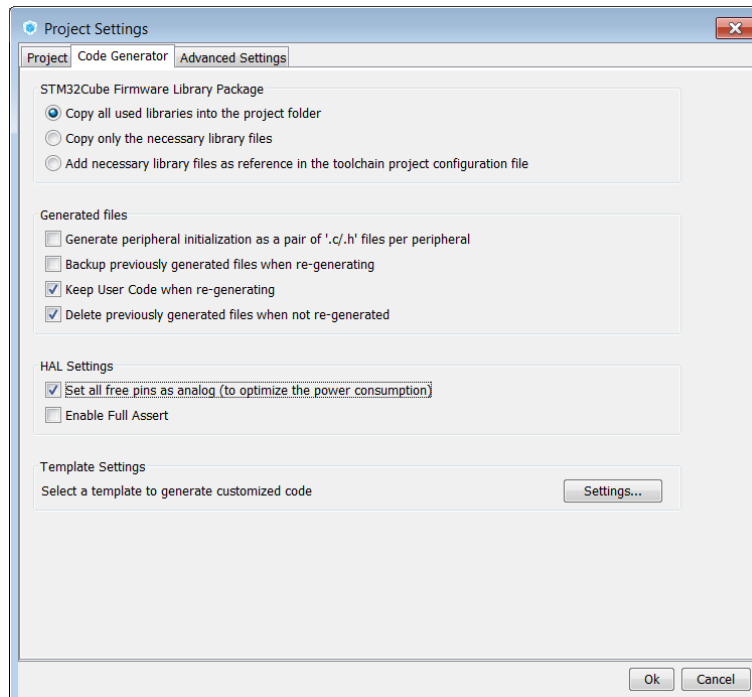 Project Settings
Project Code Generator Advanced Settings
STM32Cube Firmware Library Package
Copy all used libraries into the project folder
Copy only the necessary library files
Add necessary library files as reference in the toolchain project configuration file
Generated files
Generate peripheral initialization as a pair of '.c/.h' files per peripheral
Backup previously generated files when re-generating
Keep User Code when re-generating
Delete previously generated files when not re-generated
HAL Settings
Set all free pins as analog (to optimize the power consumption)
Enable Full Assert
Template Settings
Select a template to generate customized code Settings...
Ok Cancel